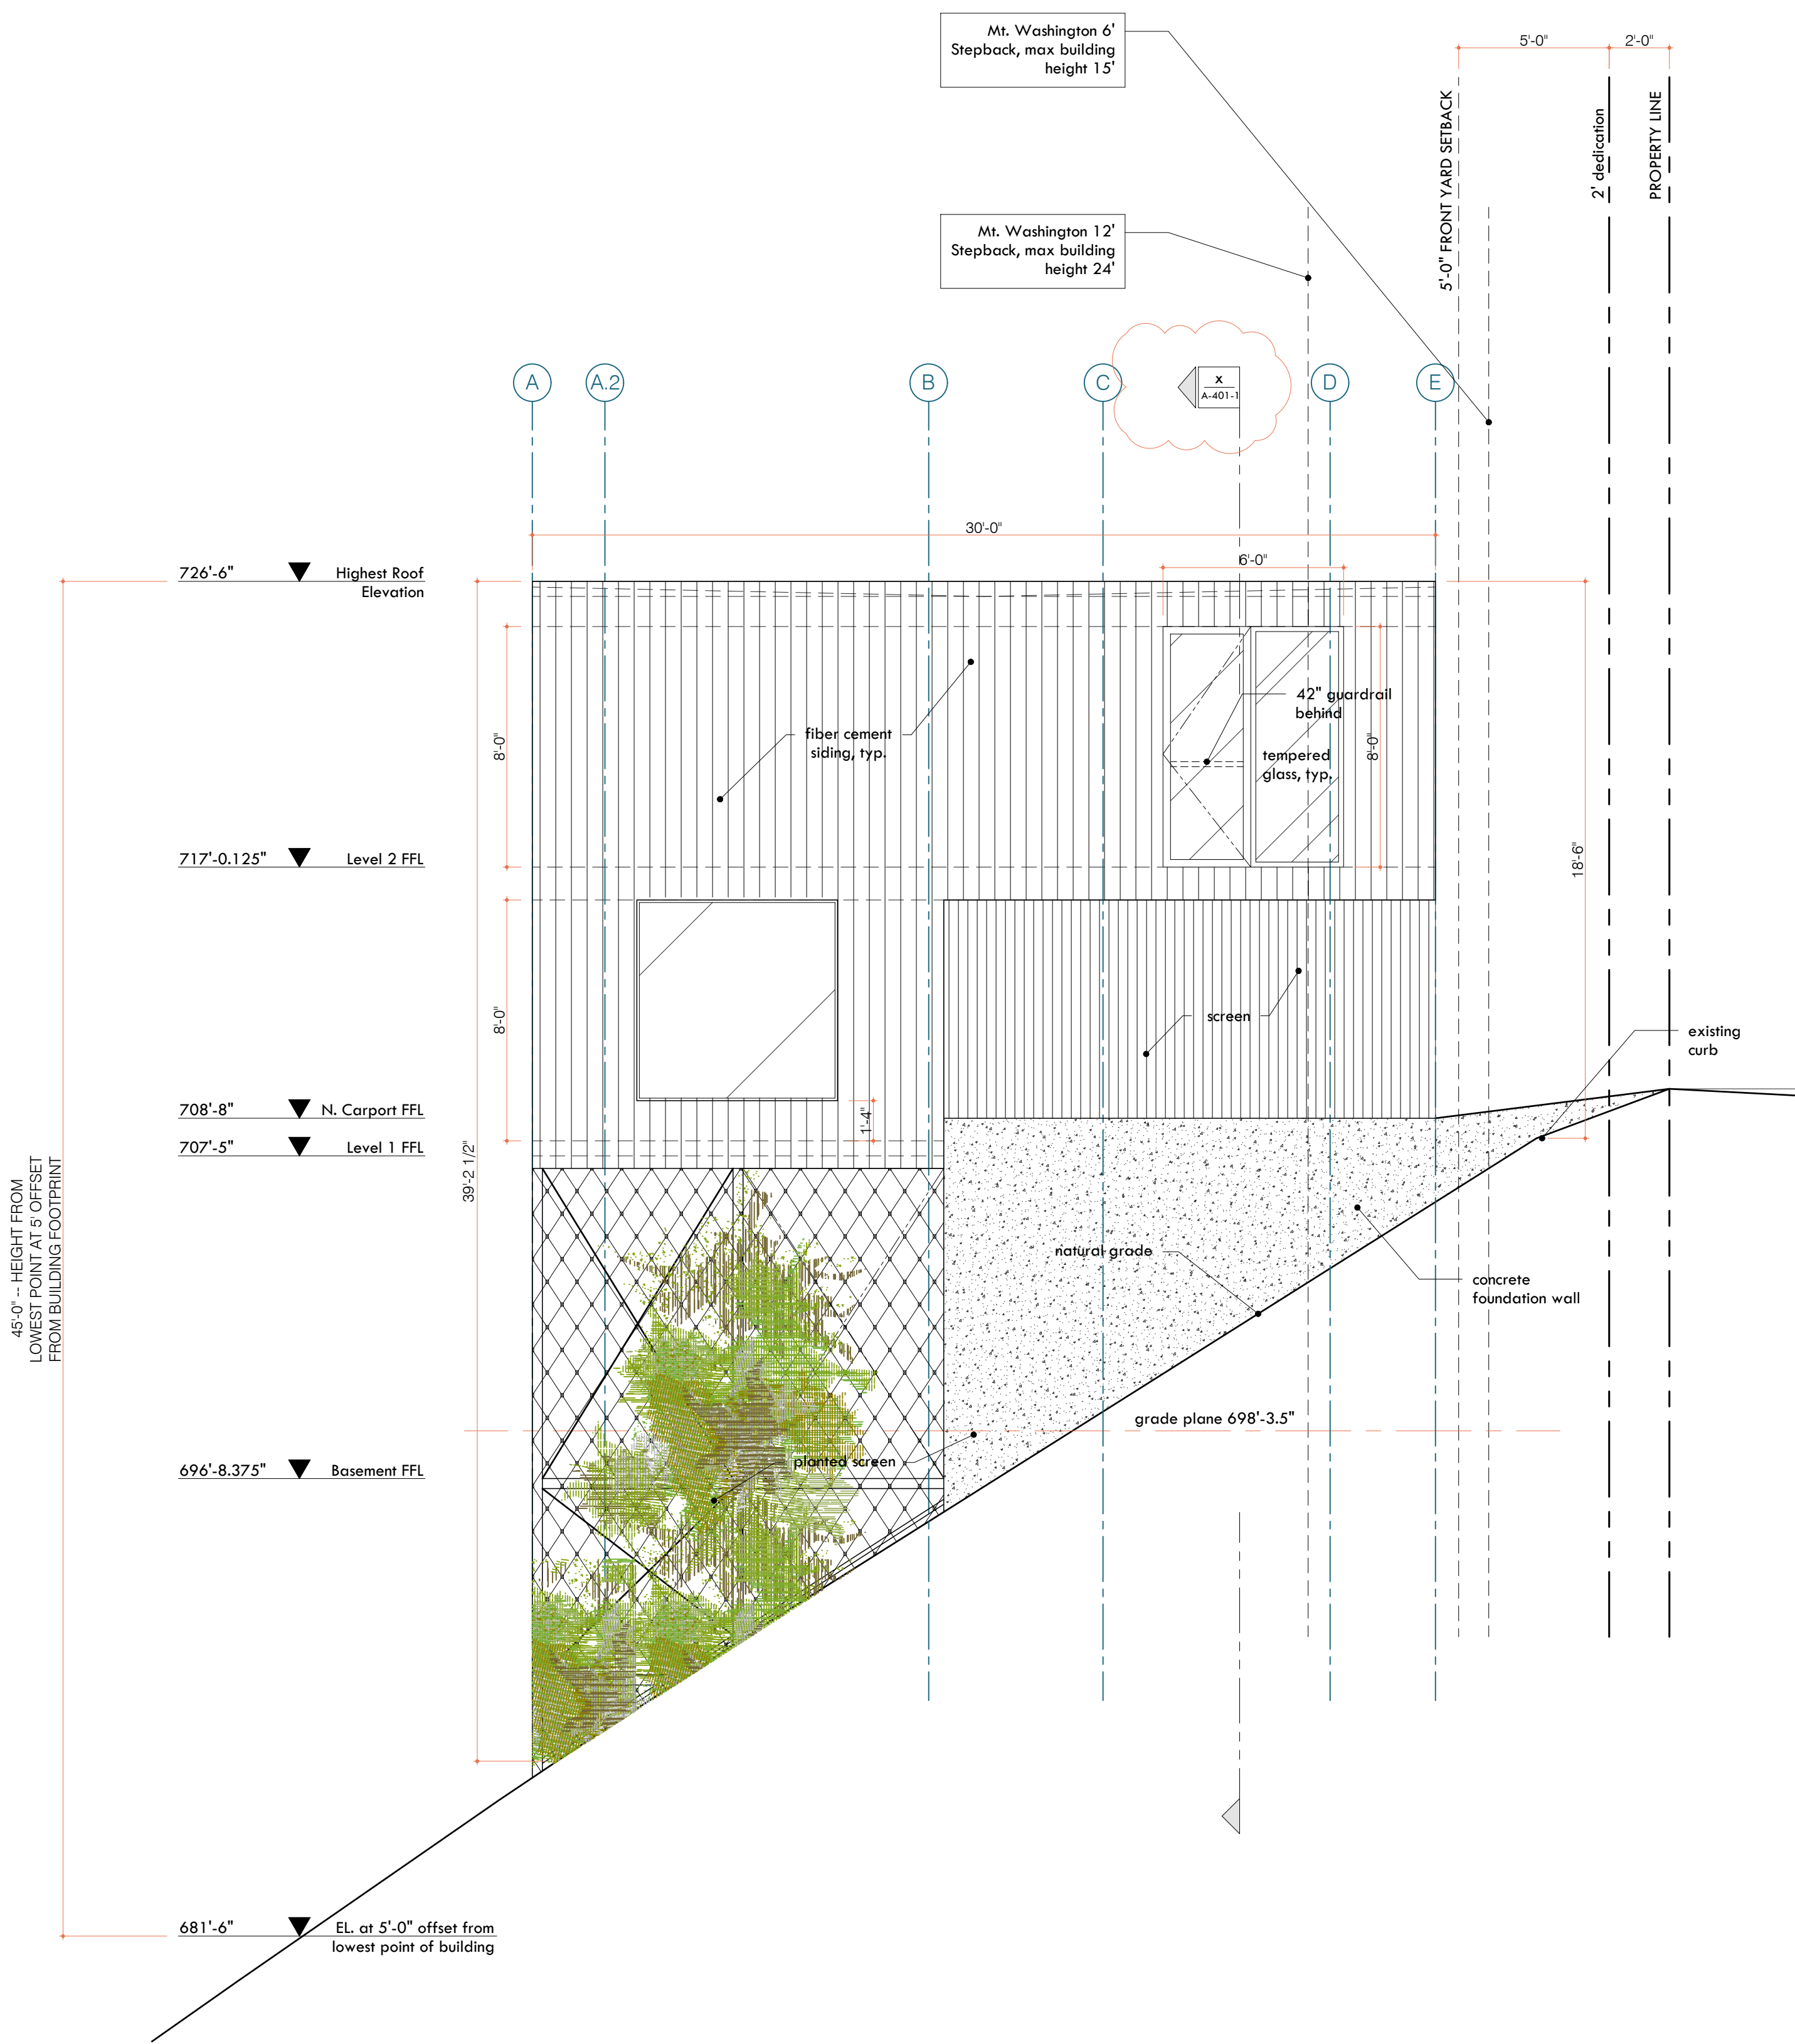 Mt. Washington 6'
Stepback, max building
height 15'
5'-0"
2'-0"
5'-0" FRONT YARD SETBACK
2' dedication
PROPERTY LINE
Mt. Washington 12'
Stepback, max building
height 24'
A
A.2
B
C
X
A-401-1
D
E
30'-0"
6'-0"
726'-6"
Highest Roof
Elevation
42" guardrail
behind
fiber cement
siding, typ.
8'-0"
8'-0"
tempered
glass, typ.
717'-0.125"
Level 2 FFL
18'-6"
8'-0"
screen
existing
curb
708'-8"
N. Carport FFL
1'-4"
707'-5"
Level 1 FFL
39'-2 1/2"
45'-0" -- HEIGHT FROM
LOWEST POINT AT 5' OFFSET
FROM BUILDING FOOTPRINT
natural grade
concrete
foundation wall
grade plane 698'-3.5"
696'-8.375"
Basement FFL
planted screen
681'-6"
EL. at 5'-0" offset from
lowest point of building